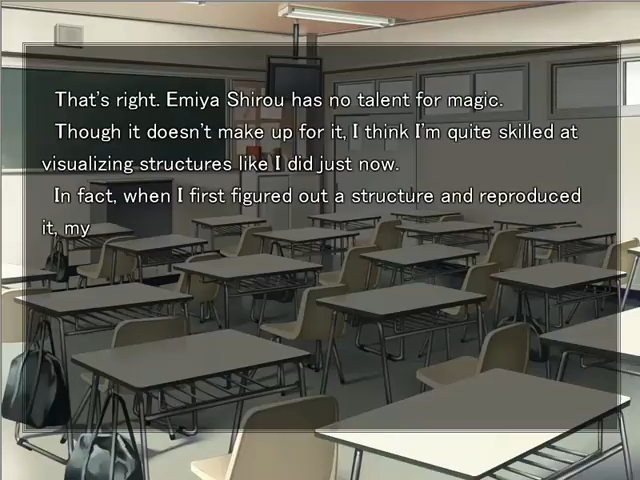 That's right. Emiya Shirou has no talent for magic.
Though it doesn't make up for it, I think I'm quite skilled at
visualizing structures like I did just now.
In fact, when I first figured out a structure and reproduced
it, my